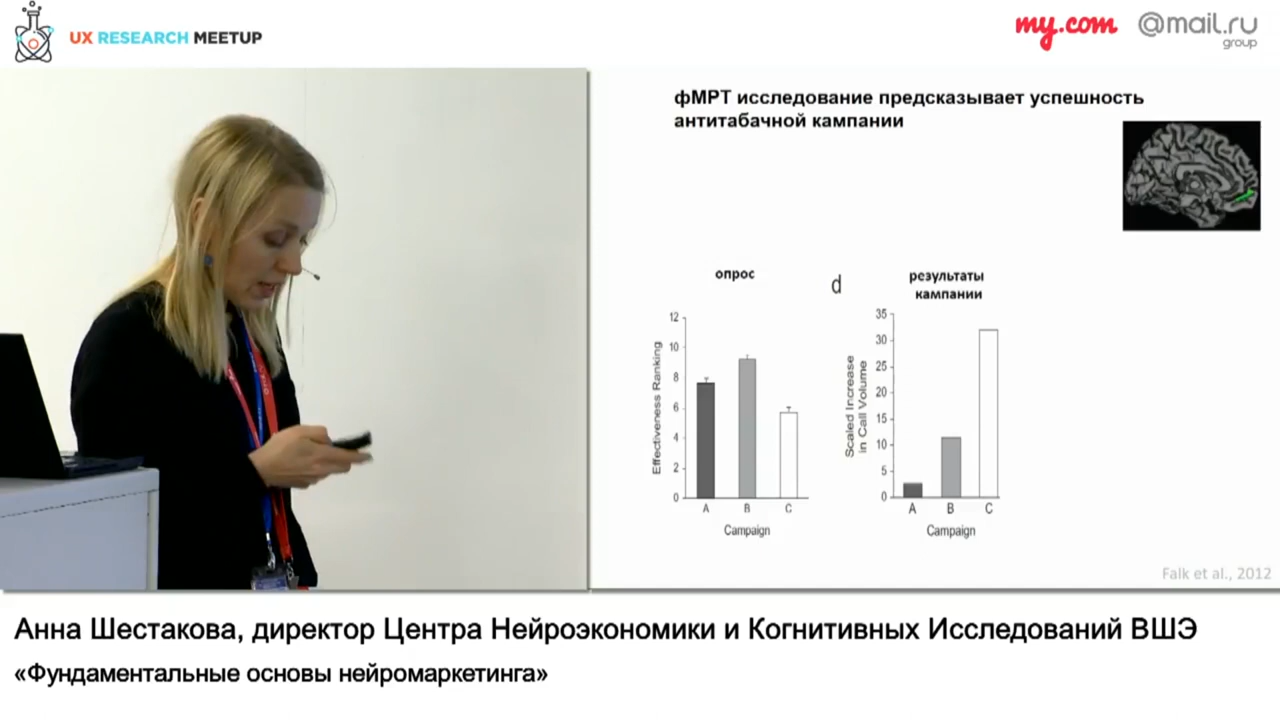 UX RESEARCH MEETUP
my.com @mail.ru
group
фМРТ исследование предсказывает успешность
антитабачной кампании
опрос
12
10
8
6
4
2
0
Effectiveness Ranking
A B C
Campaign
d
результаты
кампании
35
30
25
20
15
10
5
0
Scaled Increase
in Call Volume
A B C
Campaign
Falk et al., 2012
Анна Шестакова, директор Центра Нейроэкономики и Когнитивных Исследований ВШЭ
«Фундаментальные основы нейромаркетинга»